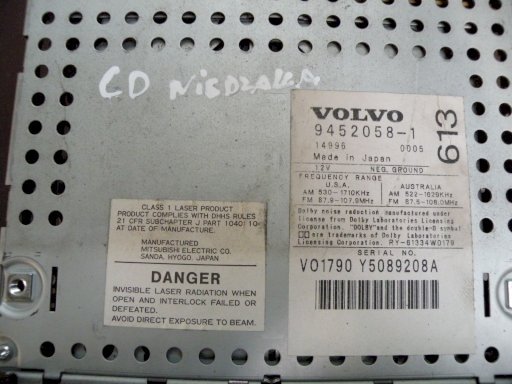 CD NIEDZIAŁA
VOLVO
9452058-1
613
14996 0005
Made in Japan
12V NEG. GROUND
FREQUENCY RANGE
U.S.A. AUSTRALIA
AM 530-1710KHz AM 522-1629KHz
FM 87.9-107.9MHz FM 87.5-108.0MHz
Dolby noise reduction manufactured under
license from Dolby Laboratories Licensing
Corporation. "DOLBY" and the double-D symbol
are trademarks of Dolby Laboratories
Licensing Corporation. RY-61334W0179
SERIAL NO.
VO1790 Y5089208A
CLASS 1 LASER PRODUCT
PRODUCT COMPLIES WITH DHHS RULES
21 CFR SUBCHAPTER J PART 1040:10
AT DATE OF MANUFACTURE.
MANUFACTURED
MITSUBISHI ELECTRIC CO.
SANDA, HYOGO, JAPAN
DANGER
INVISIBLE LASER RADIATION WHEN
OPEN AND INTERLOCK FAILED OR
DEFEATED.
AVOID DIRECT EXPOSURE TO BEAM.